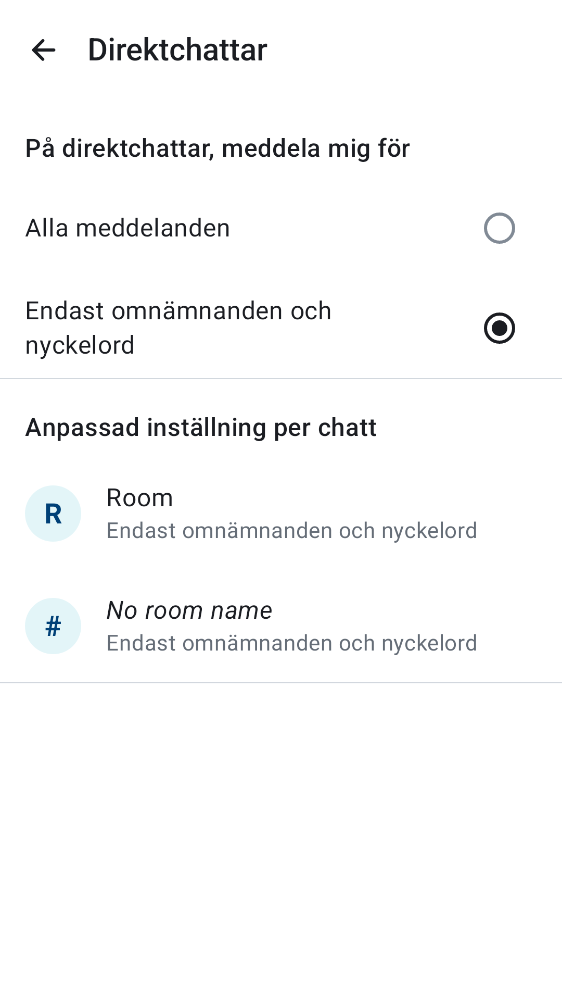 Direktchattar
På direktchattar, meddela mig för
Alla meddelanden
Endast omnämnanden och
nyckelord
Anpassad inställning per chatt
R
Room
Endast omnämnanden och nyckelord
#
No room name
Endast omnämnanden och nyckelord